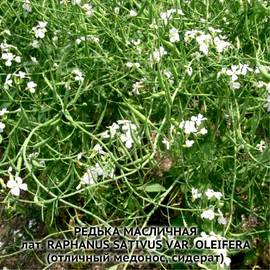 РЕДЬКА МАСЛИЧНАЯ
лат. RAPHANUS SATIVUS VAR. OLEIFERA
(отличный медонос, сидерат)